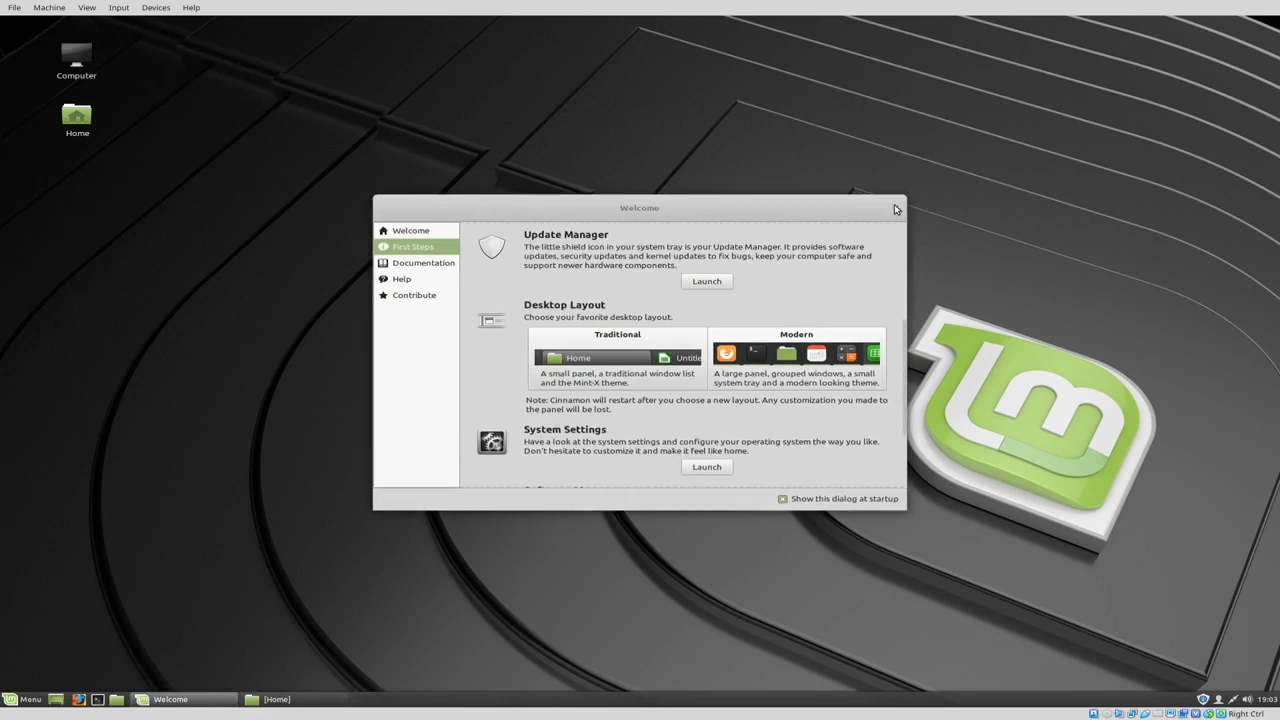 File Machine View Input Devices Help
Computer
Home
Welcome
Welcome
First Steps
Documentation
Help
Contribute
Update Manager
The little shield icon in your system tray is your Update Manager. It provides software
updates, security updates and kernel updates to fix bugs, keep your computer safe and
support newer hardware components.
Launch
Desktop Layout
Choose your favorite desktop layout.
Traditional
Home
Untitle
A small panel, a traditional window list
and the Mint-X theme.
Modern
A large panel, grouped windows, a small
system tray and a modern looking theme.
Note: Cinnamon will restart after you choose a new layout. Any customization you made to
the panel will be lost.
System Settings
Have a look at the system settings and configure your operating system the way you like.
Don't hesitate to customize it and make it feel like home.
Launch
Show this dialog at startup
Menu
Welcome
[Home]
19:03
Right Ctrl